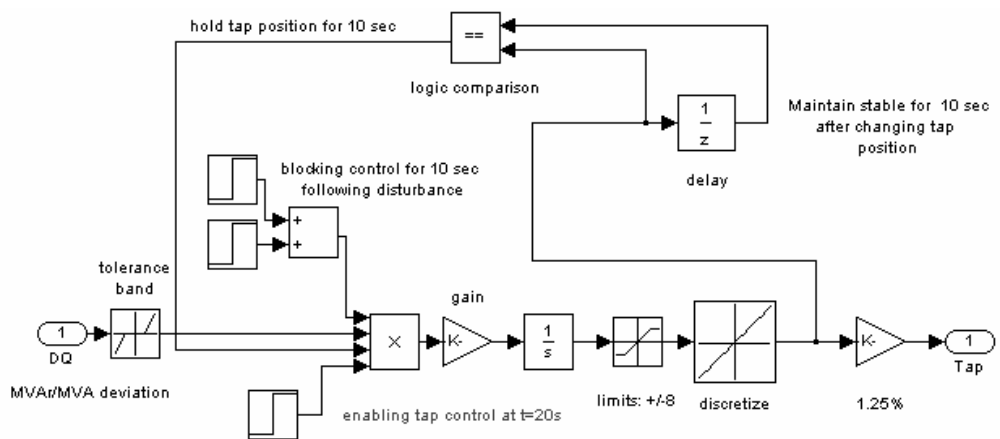 hold tap position for 10 sec
==
logic comparison
1
z
delay
Maintain stable for 10 sec
after changing tap
position
blocking control for 10 sec
following disturbance
+
+
tolerance
band
gain
1
DQ
MVAr/MVA deviation
×
K-
1
s
limits: +/-8
discretize
K-
1.25%
1
Tap
enabling tap control at t=20s